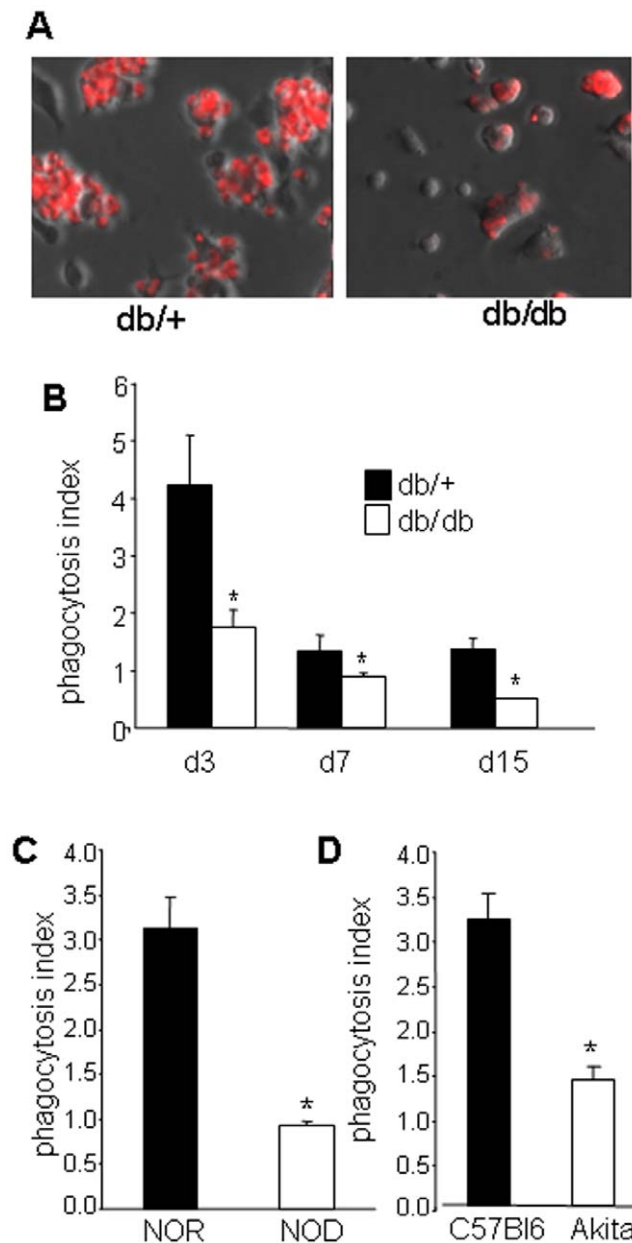 A
db/+
db/db
B
phagocytosis index
6
5
4
3
2
1
0
db/+
db/db
*
*
*
d3
d7
d15
C
phagocytosis index
4.0
3.5
3.0
2.5
2.0
1.5
1.0
0.5
0.0
*
NOR
NOD
D
phagocytosis index
4.0
3.5
3.0
2.5
2.0
1.5
1.0
0.5
0.0
*
C57Bl6
Akita